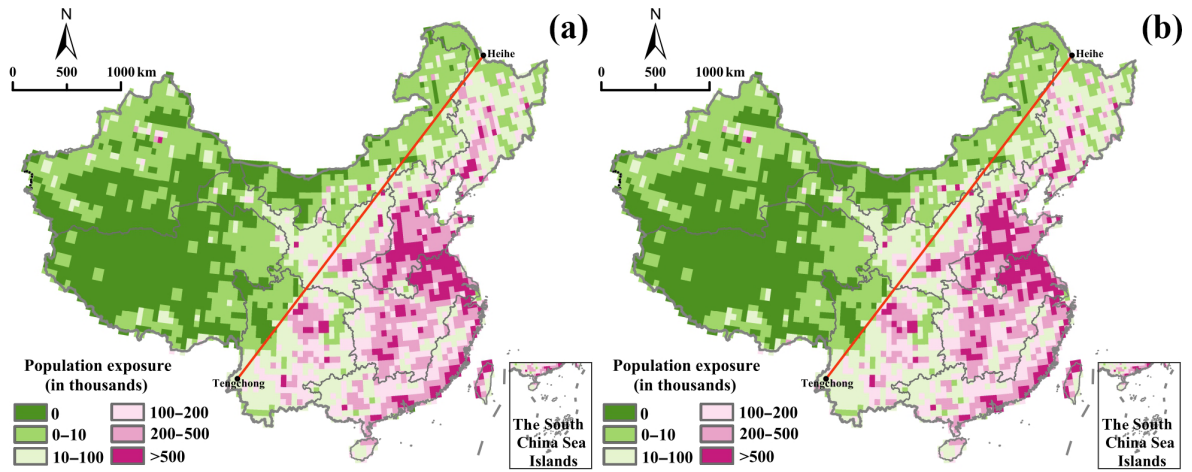 N
(a)
0 500 1000 km
Heihe
Tengchong
Population exposure
(in thousands)
0
0–10
10–100
100–200
200–500
>500
The South
China Sea
Islands
N
(b)
0 500 1000 km
Heihe
Tengchong
Population exposure
(in thousands)
0
0–10
10–100
100–200
200–500
>500
The South
China Sea
Islands